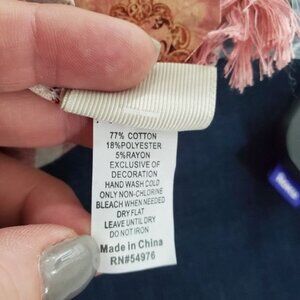 77% COTTON
18%POLYESTER
5%RAYON
EXCLUSIVE OF
DECORATION
HAND WASH COLD
ONLY NON-CHLORINE
BLEACH WHEN NEEDED
DRY FLAT
LEAVE UNTIL DRY
DO NOT IRON
Made in China
RN#54976